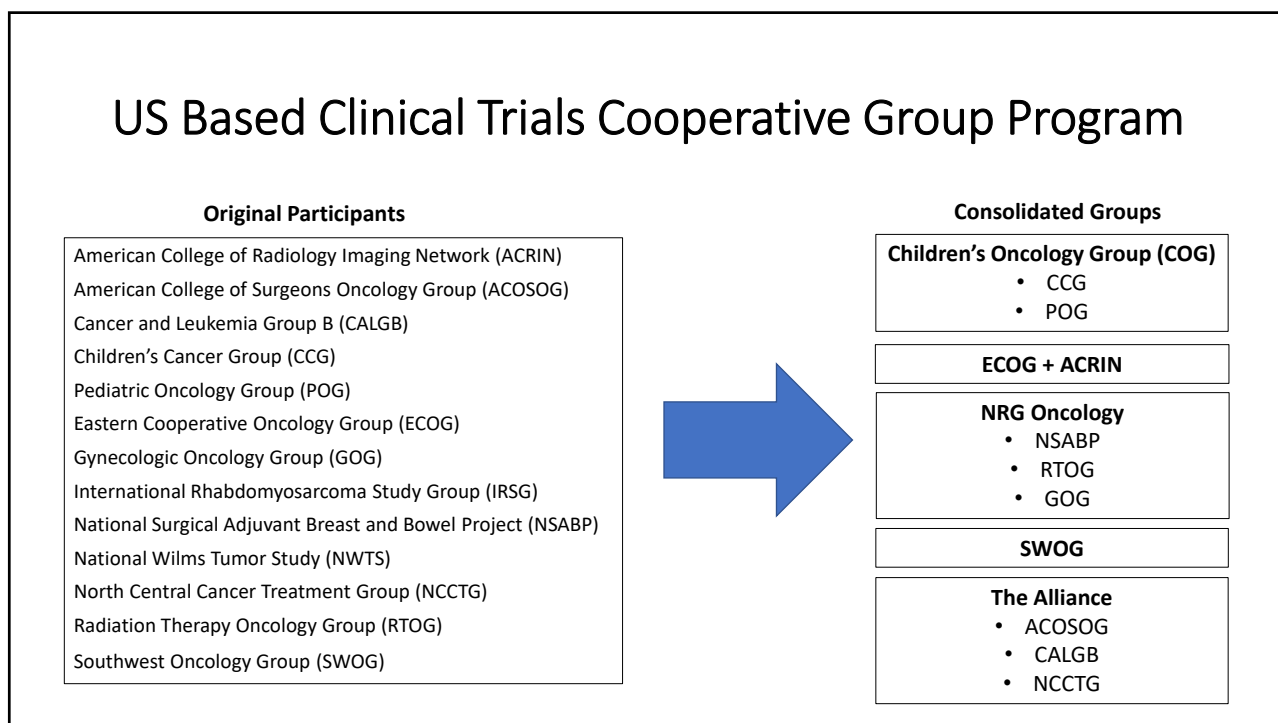 US Based Clinical Trials Cooperative Group Program
Original Participants
American College of Radiology Imaging Network (ACRIN)
American College of Surgeons Oncology Group (ACOSOG)
Cancer and Leukemia Group B (CALGB)
Children's Cancer Group (CCG)
Pediatric Oncology Group (POG)
Eastern Cooperative Oncology Group (ECOG)
Gynecologic Oncology Group (GOG)
International Rhabdomyosarcoma Study Group (IRSG)
National Surgical Adjuvant Breast and Bowel Project (NSABP)
National Wilms Tumor Study (NWTS)
North Central Cancer Treatment Group (NCCTG)
Radiation Therapy Oncology Group (RTOG)
Southwest Oncology Group (SWOG)
Consolidated Groups
Children's Oncology Group (COG)
• CCG
• POG
ECOG + ACRIN
NRG Oncology
• NSABP
• RTOG
• GOG
SWOG
The Alliance
• ACOSOG
• CALGB
• NCCTG